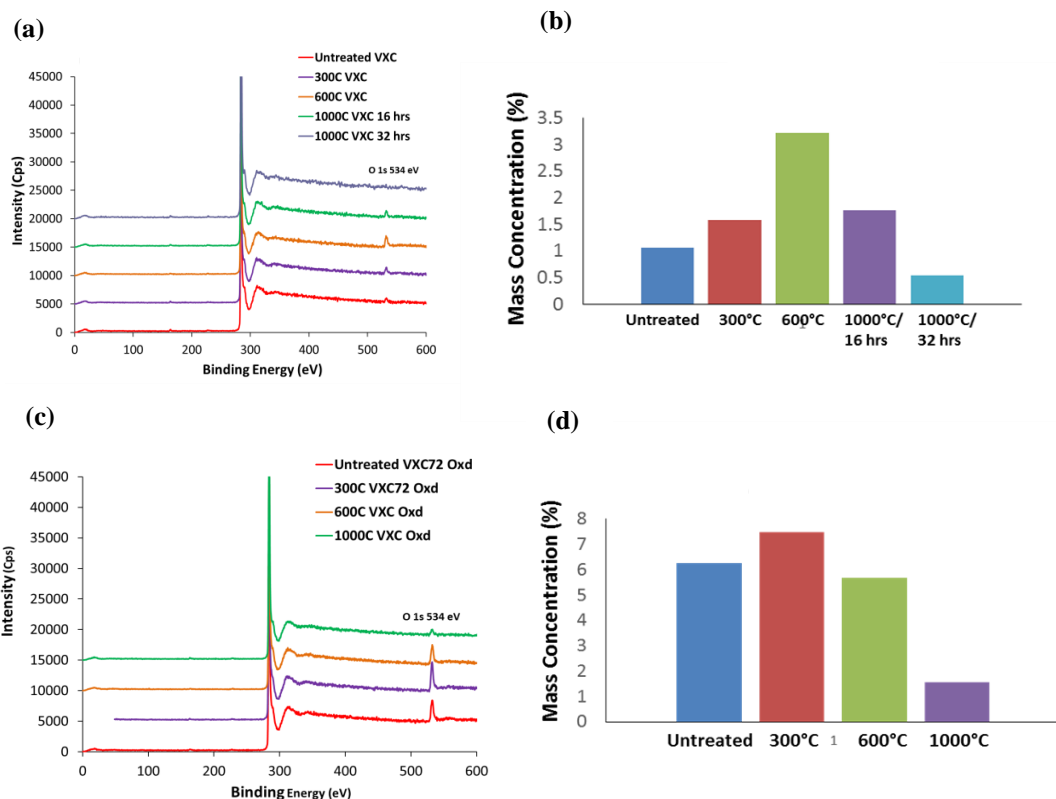 (a)
Untreated VXC
300C VXC
600C VXC
1000C VXC 16 hrs
1000C VXC 32 hrs
O 1s 534 eV
Intensity (Cps)
45000
40000
35000
30000
25000
20000
15000
10000
5000
0
0 100 200 300 400 500 600
Binding Energy (eV)
(b)
Mass Concentration (%)
3.5
3
2.5
2
1.5
1
0.5
0
Untreated 300°C 600°C 1000°C/ 1000°C/
1
16 hrs 32 hrs
(c)
Untreated VXC72 Oxd
300C VXC72 Oxd
600C VXC Oxd
1000C VXC Oxd
O 1s 534 eV
Intensity (Cps)
45000
40000
35000
30000
25000
20000
15000
10000
5000
0
0 100 200 300 400 500 600
Binding Energy (eV)
(d)
Mass Concentration (%)
8
7
6
5
4
3
2
1
0
Untreated 300°C 1 600°C 1000°C